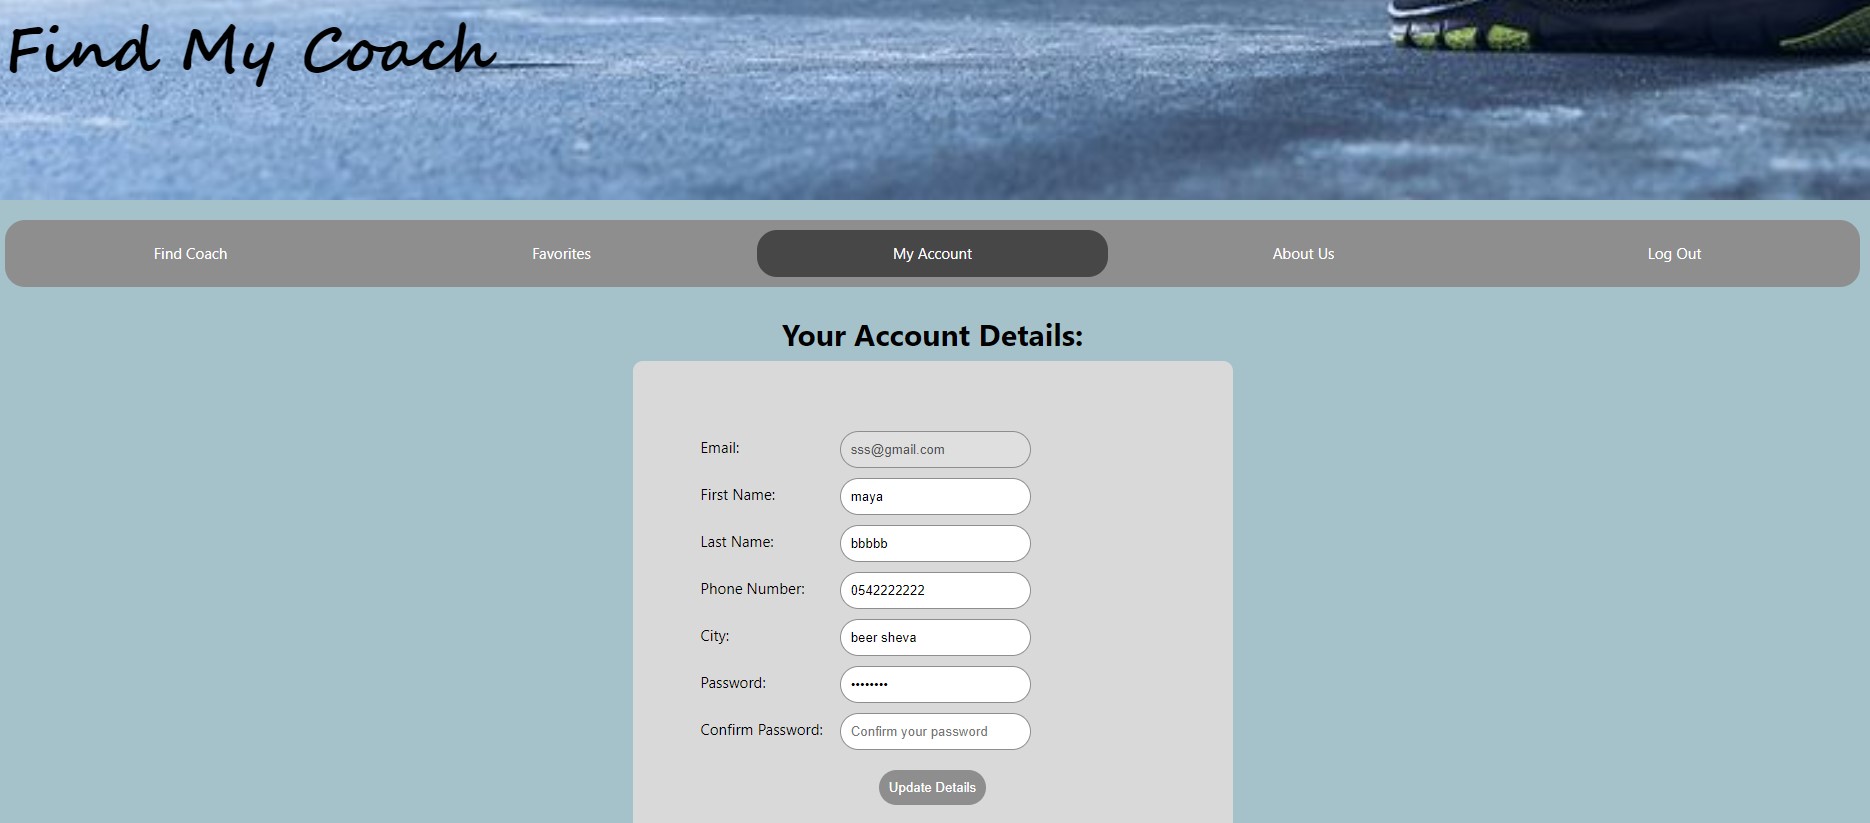 Find My Coach
Find Coach Favorites My Account About Us Log Out
Your Account Details:
Email: sss@gmail.com
First Name: maya
Last Name: bbbbb
Phone Number: 0542222222
City: beer sheva
Password: ••••••••
Confirm Password: Confirm your password
Update Details